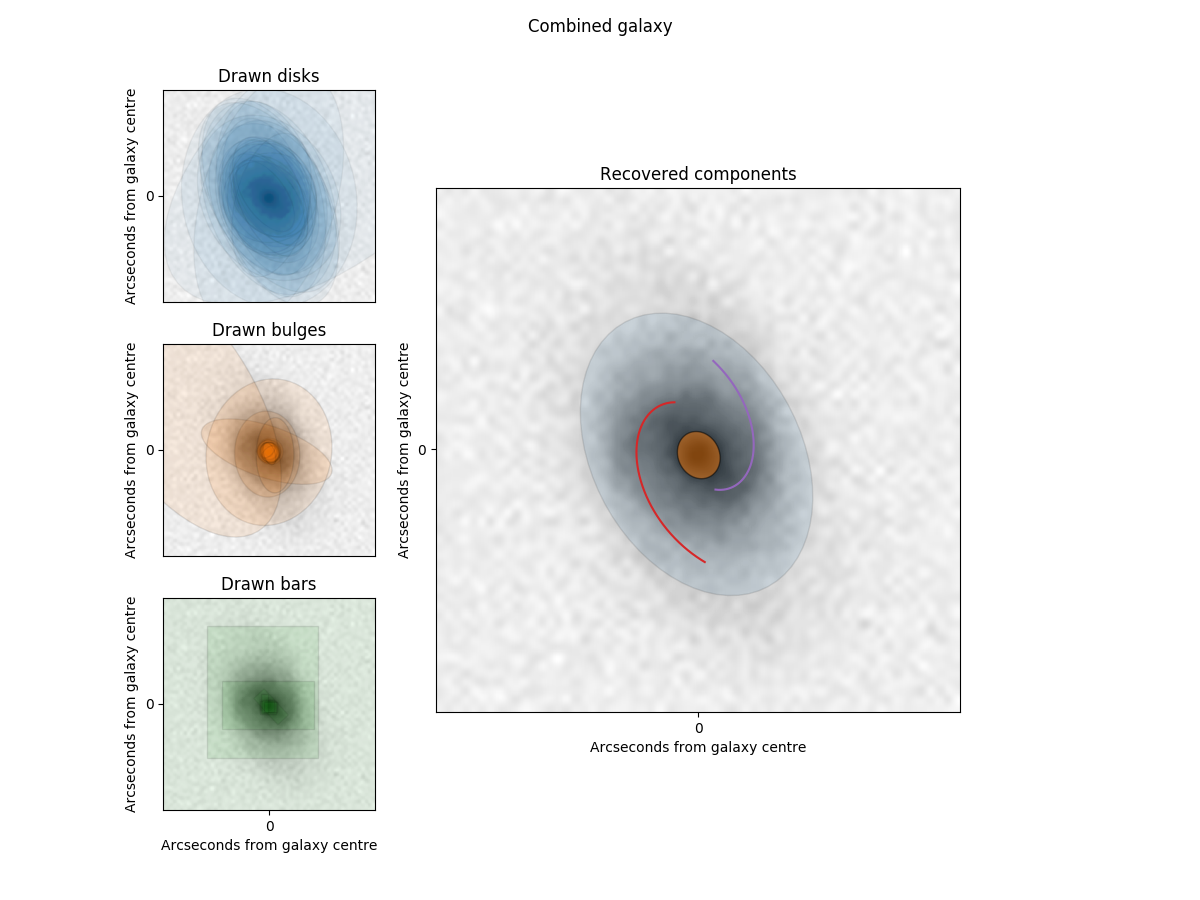 Combined galaxy
Drawn disks
Arcseconds from galaxy centre
0
Drawn bulges
Arcseconds from galaxy centre
0
Drawn bars
Arcseconds from galaxy centre
0
0
Arcseconds from galaxy centre
Recovered components
Arcseconds from galaxy centre
0
0
Arcseconds from galaxy centre